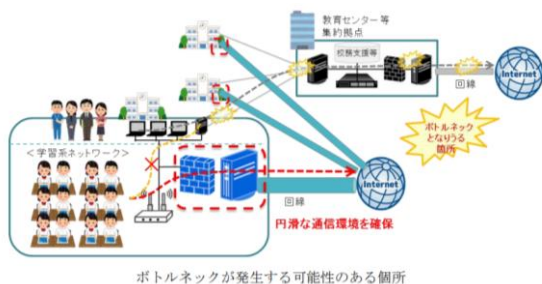 教育センター等
集約拠点
校務支援等
Internet
回線
ボトルネック
となりうる
箇所
＜学習系ネットワーク＞
Internet
回線
円滑な通信環境を確保
ボトルネックが発生する可能性のある個所